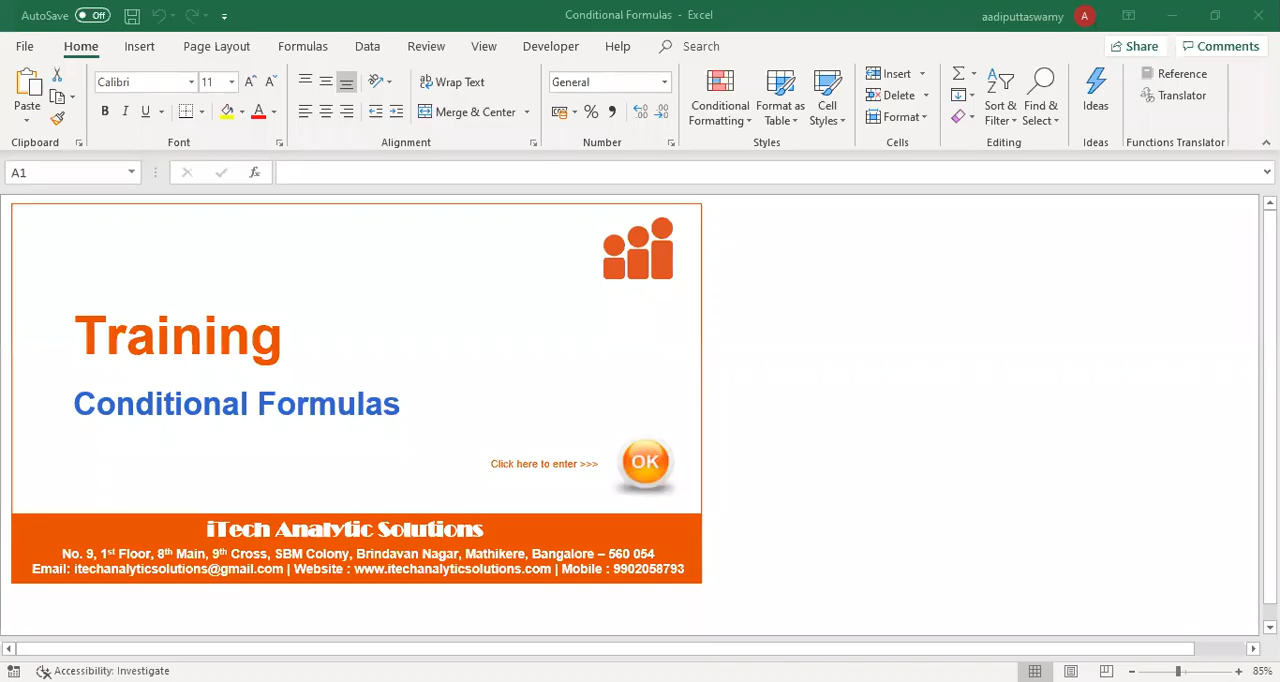 AutoSave Off
Conditional Formulas - Excel
aadiputtaswamy A
File Home Insert Page Layout Formulas Data Review View Developer Help Search
Share Comments
Paste
Calibri 11 A A
B I U A
Wrap Text
Merge & Center
General
%
Conditional Formatting
Format as Table
Cell Styles
Insert
Delete
Format
Sort & Filter
Find & Select
Ideas
Reference
Translator
Clipboard Font Alignment Number Styles Cells Editing Ideas Functions Translator
A1 fx
Training
Conditional Formulas
Click here to enter >>> OK
iTech Analytic Solutions
No. 9, 1st Floor, 8th Main, 9th Cross, SBM Colony, Brindavan Nagar, Mathikere, Bangalore – 560 054
Email: itechanalyticsolutions@gmail.com | Website : www.itechanalyticsolutions.com | Mobile : 9902058793
Accessibility: Investigate
85%